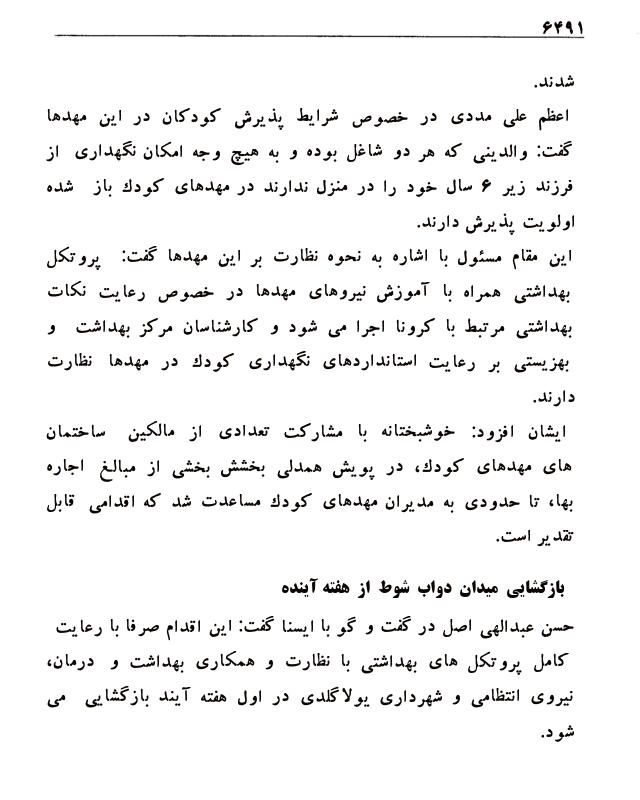 ۶۴۹۱
شدند.
اعظم علی مددی در خصوص شرایط پذیرش کودکان در این مهدها
گفت: والدینی که هر دو شاغل بوده و به هیچ وجه امکان نگهداری از
فرزند زیر ۶ سال خود را در منزل ندارند در مهدهای کودك باز شده
اولویت پذیرش دارند.
این مقام مسئول با اشاره به نحوه نظارت بر این مهدها گفت: پروتکل
بهداشتی همراه با آموزش نیروهای مهدها در خصوص رعایت نکات
بهداشتی مرتبط با کرونا اجرا می شود و کارشناسان مرکز بهداشت و
بهزیستی بر رعایت استانداردهای نگهداری کودك در مهدها نظارت
دارند.
ایشان افزود: خوشبختانه با مشارکت تعدادی از مالکین ساختمان
های مهدهای کودك، در پویش همدلی بخشش بخشی از مبالغ اجاره
بها، تا حدودی به مدیران مهدهای کودك مساعدت شد که اقدامی قابل
تقدیر است.
بازگشایی میدان دواب شوط از هفته آینده
حسن عبدالهی اصل در گفت و گو با ایسنا گفت: این اقدام صرفا با رعایت
کامل پروتکل های بهداشتی با نظارت و همکاری بهداشت و درمان،
نیروی انتظامی و شهرداری یولاگلدی در اول هفته آیند بازگشایی می
شود.